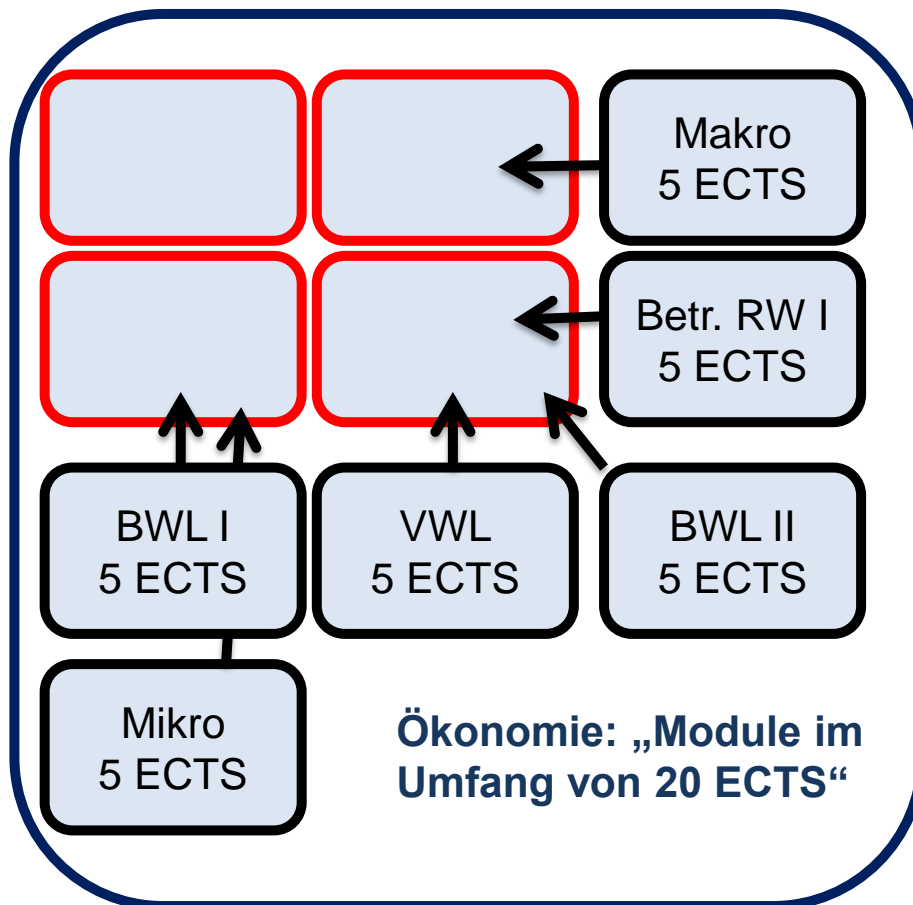 Makro
5 ECTS
Betr. RW I
5 ECTS
BWL I
5 ECTS
VWL
5 ECTS
BWL II
5 ECTS
Mikro
5 ECTS
Ökonomie: „Module im
Umfang von 20 ECTS“